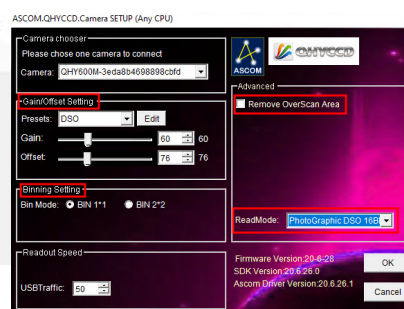 ASCOM.QHYCCD.Camera SETUP (Any CPU)
Camera chooser
Please chose one camera to connect
Camera: QHY600M-3eda8b4698898cbfd
ASCOM
QHYCCD
Gain/Offset Setting
Presets: DSO Edit
Gain: 60 60
Offset: 76 76
Advanced
Remove OverScan Area
Binning Setting
Bin Mode: BIN 1*1 BIN 2*2
ReadMode: PhotoGraphic DSO 16B
Readout Speed
USBTraffic: 50
Firmware Version:20-6-28
SDK Version:20.6.26.0
Ascom Driver Version:20.6.26.1
OK
Cancel